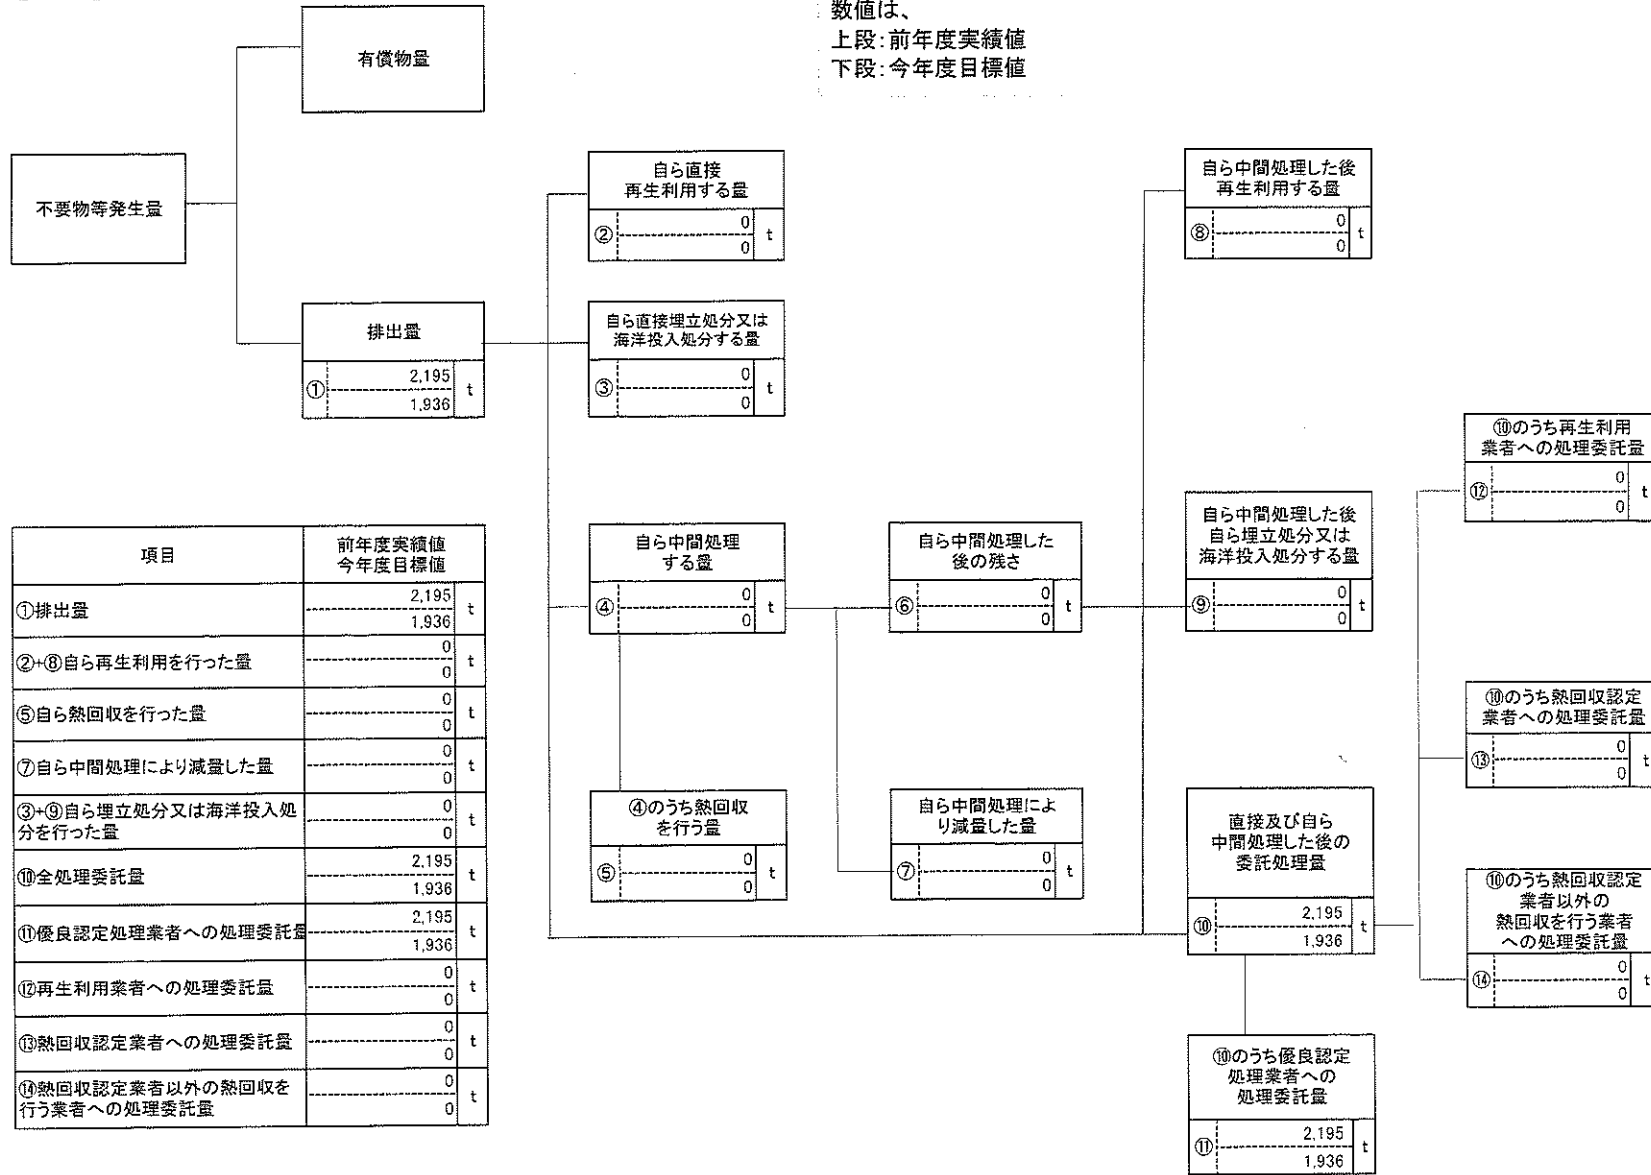 数値は、
上段:前年度実績値
下段:今年度目標値
有償物量
不要物等発生量
排出量
① 2,195 t
1,936
自ら直接
再生利用する量
② 0 t
0
自ら直接埋立処分又は
海洋投入処分する量
③ 0 t
0
自ら中間処理
する量
④ 0 t
0
④のうち熱回収
を行う量
⑤ 0 t
0
自ら中間処理した
後の残さ
⑥ 0 t
0
自ら中間処理によ
り減量した量
⑦ 0 t
0
自ら中間処理した後
再生利用する量
⑧ 0 t
0
自ら中間処理した後
自ら埋立処分又は
海洋投入処分する量
⑨ 0 t
0
直接及び自ら
中間処理した後の
委託処理量
⑩ 2,195 t
1,936
⑩のうち優良認定
処理業者への
処理委託量
⑪ 2,195 t
1,936
⑩のうち再生利用
業者への処理委託量
⑫ 0 t
0
⑩のうち熱回収認定
業者への処理委託量
⑬ 0 t
0
⑩のうち熱回収認定
業者以外の
熱回収を行う業者
への処理委託量
⑭ 0 t
0
項目 前年度実績値
今年度目標値
①排出量 2,195 t
1,936
②+⑧自ら再生利用を行った量 0 t
0
⑤自ら熱回収を行った量 0 t
0
⑦自ら中間処理により減量した量 0 t
0
③+⑨自ら埋立処分又は海洋投入処 0 t
分を行った量 0
⑩全処理委託量 2,195 t
1,936
⑪優良認定処理業者への処理委託量 2,195 t
1,936
⑫再生利用業者への処理委託量 0 t
0
⑬熱回収認定業者への処理委託量 0 t
0
⑭熱回収認定業者以外の熱回収を 0 t
行う業者への処理委託量 0